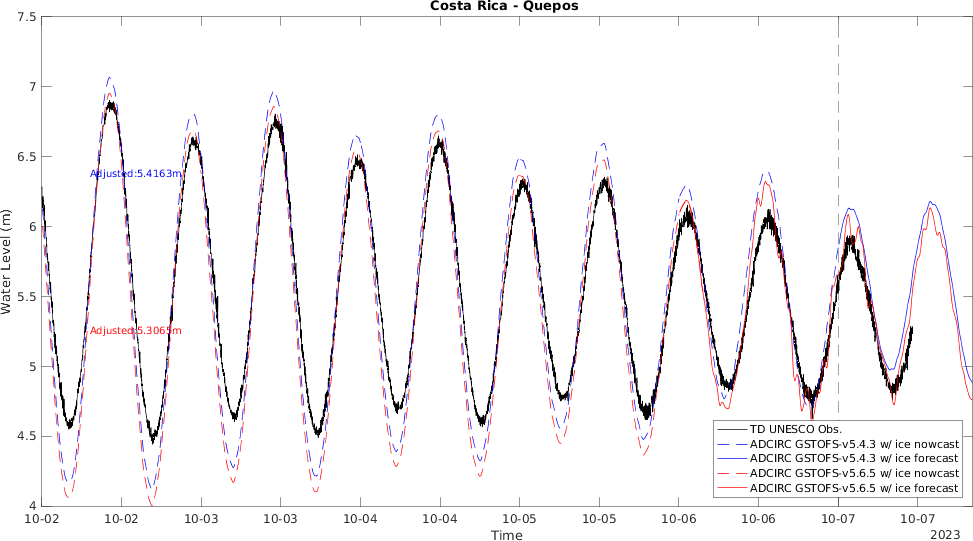 Costa Rica - Quepos
7.5
7
6.5
6
5.5
5
4.5
4
Water Level (m)
Adjusted:5.4163m
Adjusted:5.3065m
TD UNESCO Obs.
ADCIRC GSTOFS-v5.4.3 w/ ice nowcast
ADCIRC GSTOFS-v5.4.3 w/ ice forecast
ADCIRC GSTOFS-v5.6.5 w/ ice nowcast
ADCIRC GSTOFS-v5.6.5 w/ ice forecast
10-02 10-02 10-03 10-03 10-04 10-04 10-05 10-05 10-06 10-06 10-07 10-07
Time
2023